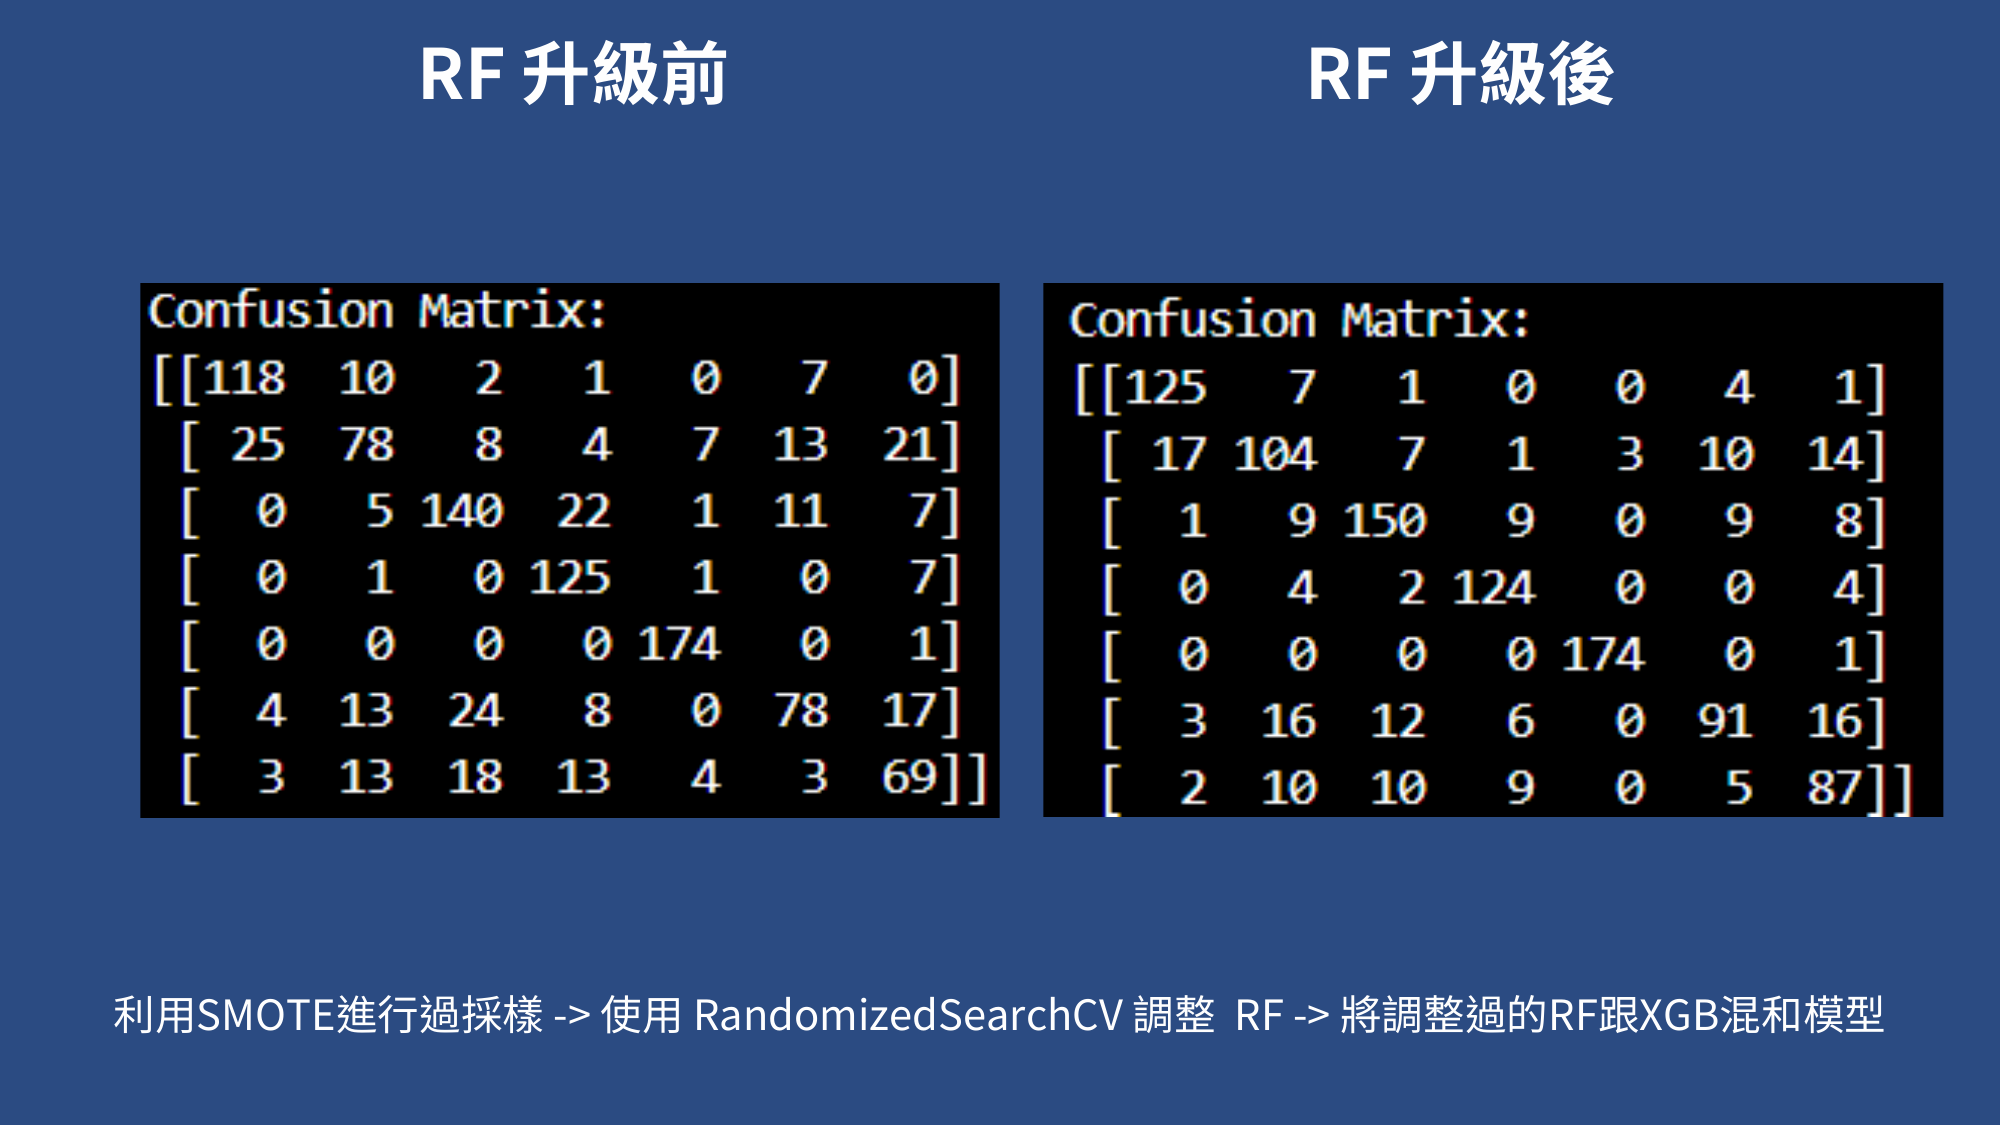 RF 升級前
RF 升級後
Confusion Matrix:
[[118 10 2 1 0 7 0]
[ 25 78 8 4 7 13 21]
[ 0 5 140 22 1 11 7]
[ 0 1 0 125 1 0 7]
[ 0 0 0 0 174 0 1]
[ 4 13 24 8 0 78 17]
[ 3 13 18 13 4 3 69]]
Confusion Matrix:
[[125 7 1 0 0 4 1]
[ 17 104 7 1 3 10 14]
[ 1 9 150 9 0 9 8]
[ 0 4 2 124 0 0 4]
[ 0 0 0 0 174 0 1]
[ 3 16 12 6 0 91 16]
[ 2 10 10 9 0 5 87]]
利用SMOTE進行過採樣 -> 使用 RandomizedSearchCV 調整 RF -> 將調整過的RF跟XGB混和模型